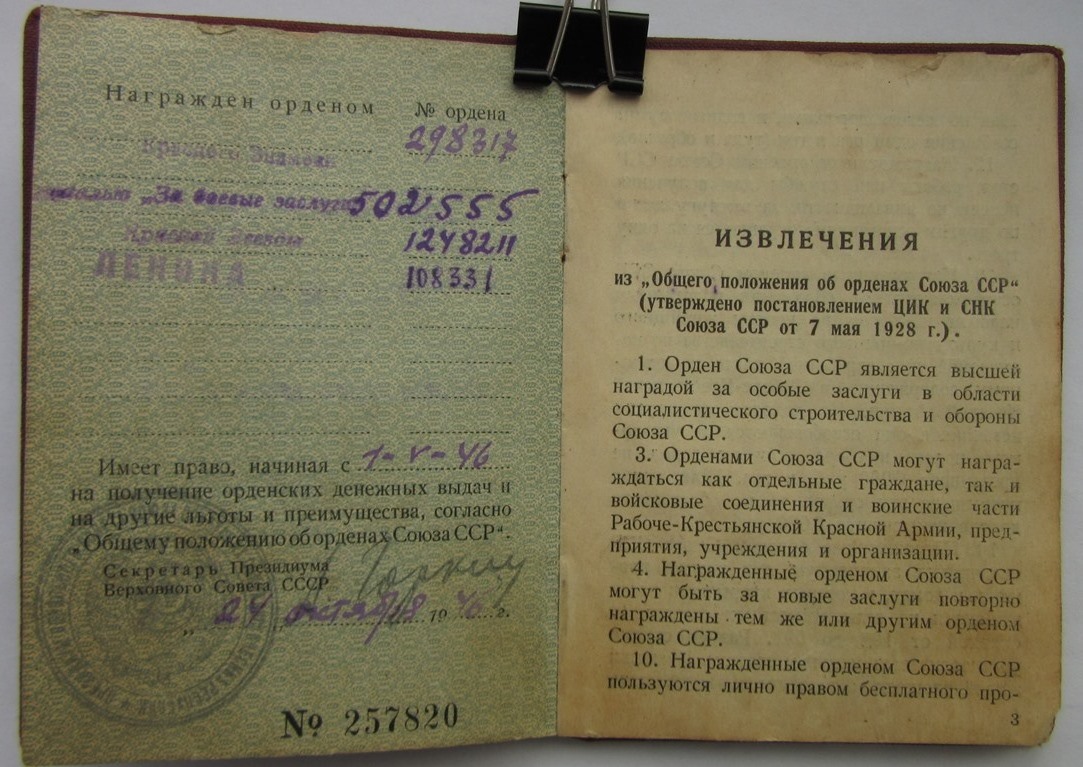 Награжден орденом № ордена
Красного Знамени 298317
медалью „За боевые заслуги“ 502555
Красной Звезды 1248211
ЛЕНИНА 108331
Имеет право, начиная с 1-V-46
на получение орденских денежных выдач и
на другие льготы и преимущества, согласно
„Общему положению об орденах Союза ССР“.
Секретарь Президиума
Верховного Совета СССР Горкин
„24 октября 1946 г.
№ 257820
ИЗВЛЕЧЕНИЯ
из „Общего положения об орденах Союза ССР“
(утверждено постановлением ЦИК и СНК
Союза ССР от 7 мая 1928 г.).
1. Орден Союза ССР является высшей
наградой за особые заслуги в области
социалистического строительства и обороны
Союза ССР.
3. Орденами Союза ССР могут награ-
ждаться как отдельные граждане, так и
войсковые соединения и воинские части
Рабоче-Крестьянской Красной Армии, пред-
приятия, учреждения и организации.
4. Награжденные орденом Союза ССР
могут быть за новые заслуги повторно
награждены тем же или другим орденом
Союза ССР.
10. Награжденные орденом Союза ССР
пользуются лично правом бесплатного про-
3